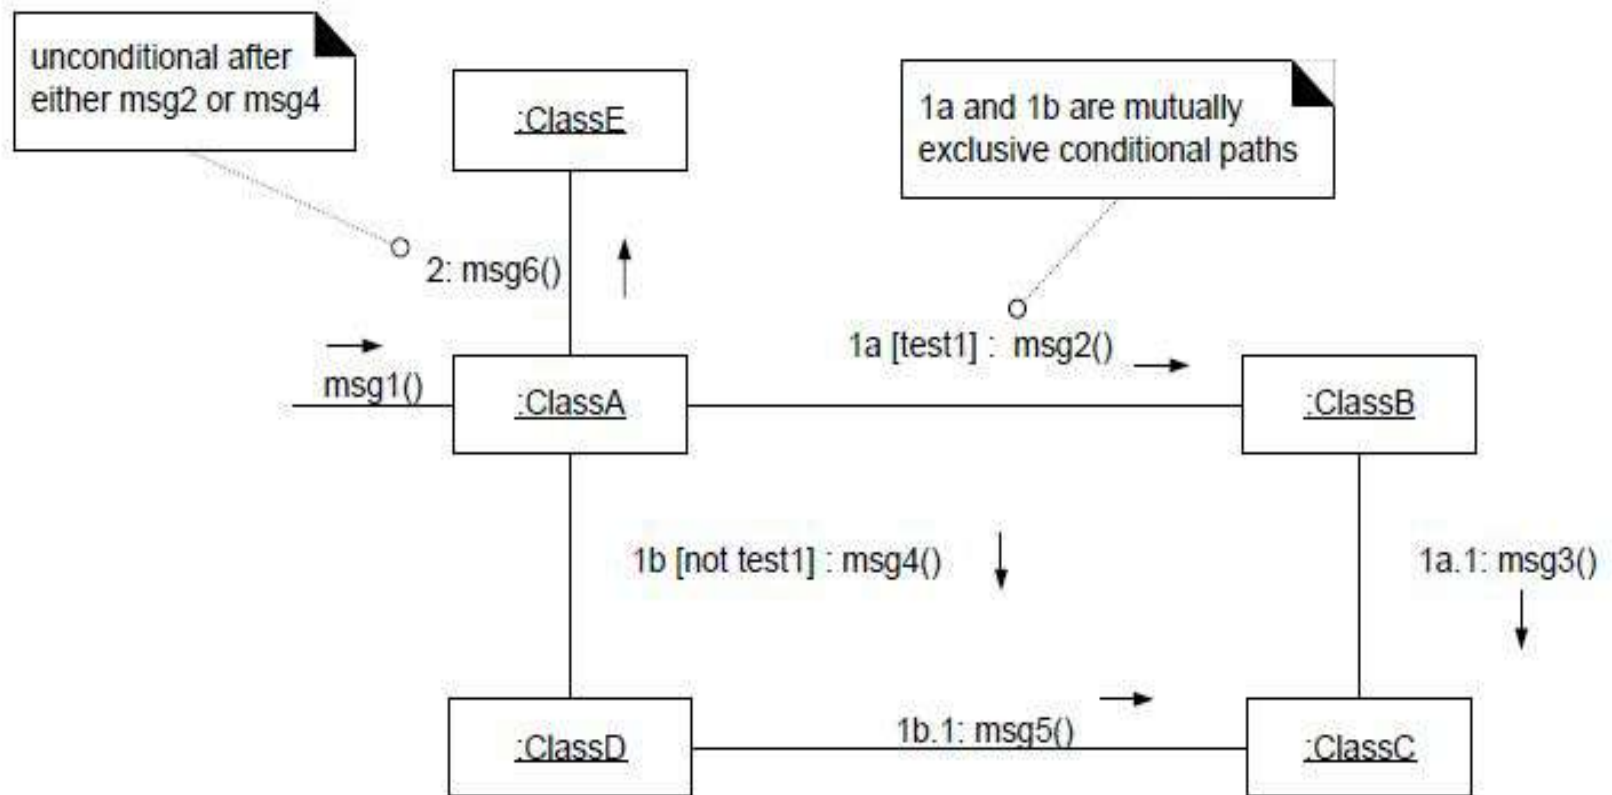 unconditional after
either msg2 or msg4
:ClassE
1a and 1b are mutually
exclusive conditional paths
2: msg6()
1a [test1] : msg2()
msg1()
:ClassA
:ClassB
1b [not test1] : msg4()
1a.1: msg3()
1b.1: msg5()
:ClassD
:ClassC